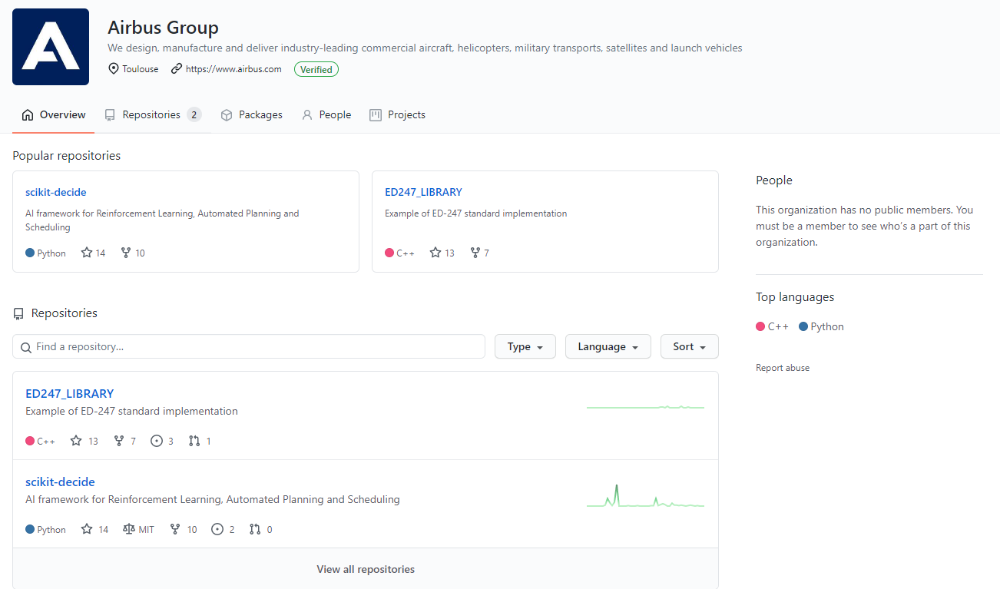 Airbus Group
We design, manufacture and deliver industry-leading commercial aircraft, helicopters, military transports, satellites and launch vehicles
Toulouse https://www.airbus.com Verified
Overview Repositories 2 Packages People Projects
Popular repositories
scikit-decide
AI framework for Reinforcement Learning, Automated Planning and
Scheduling
Python 14 10
ED247_LIBRARY
Example of ED-247 standard implementation
C++ 13 7
People
This organization has no public members. You
must be a member to see who's a part of this
organization.
Top languages
C++ Python
Report abuse
Repositories
Find a repository...
Type Language Sort
ED247_LIBRARY
Example of ED-247 standard implementation
C++ 13 7 3 1
scikit-decide
AI framework for Reinforcement Learning, Automated Planning and Scheduling
Python 14 MIT 10 2 0
View all repositories